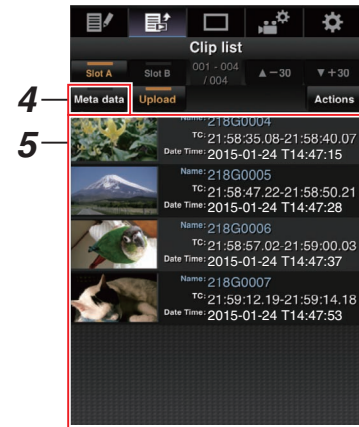 Clip list
Slot A Slot B 001 - 004 / 004 ▲-30 ▼+30
4 Meta data Upload Actions
5
Name: 218G0004
TC: 21:58:35.08-21:58:40.07
Date Time: 2015-01-24 T14:47:15
Name: 218G0005
TC: 21:58:47.22-21:58:50.21
Date Time: 2015-01-24 T14:47:28
Name: 218G0006
TC: 21:58:57.02-21:59:00.03
Date Time: 2015-01-24 T14:47:37
Name: 218G0007
TC: 21:59:12.19-21:59:14.18
Date Time: 2015-01-24 T14:47:53